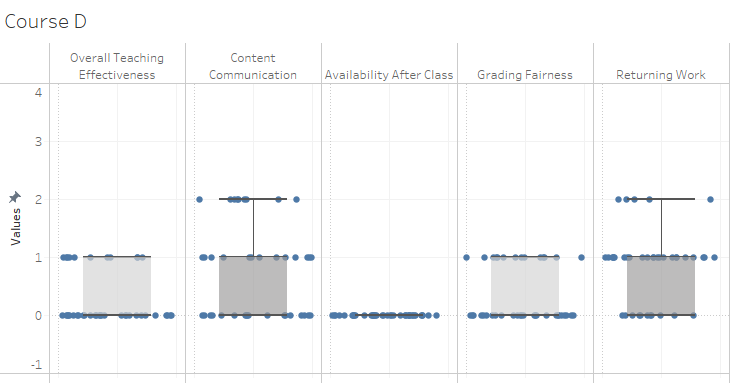 Course D
Overall Teaching
Effectiveness
Content
Communication
Availability After Class
Grading Fairness
Returning Work
4
3
2
1
0
-1
Values